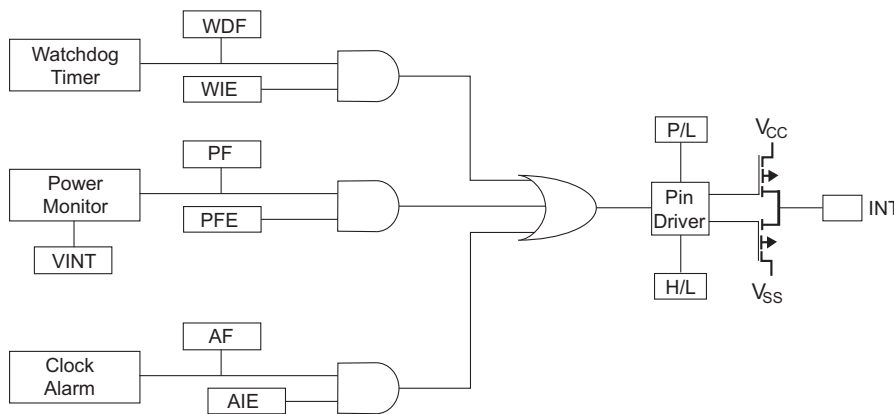 WDF
Watchdog
Timer
WIE
P/L
VCC
PF
Power
Monitor
PFE
Pin
Driver
INT
VINT
H/L
VSS
AF
Clock
Alarm
AIE